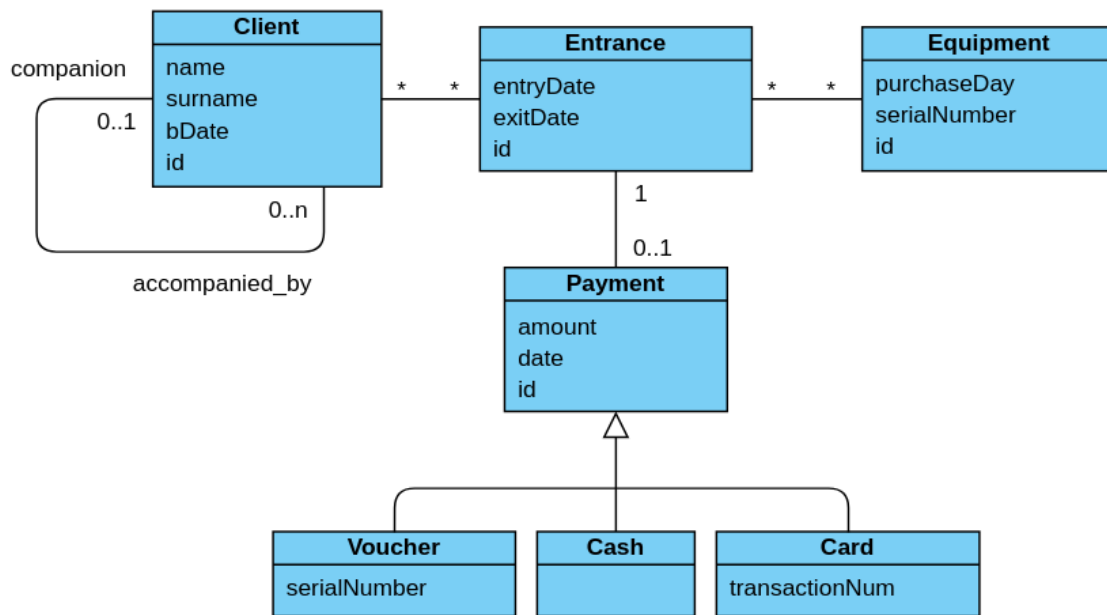 Client
name
surname
bDate
id
companion
0..1
0..n
accompanied_by
*
*
Entrance
entryDate
exitDate
id
*
*
Equipment
purchaseDay
serialNumber
id
1
0..1
Payment
amount
date
id
Voucher
serialNumber
Cash
Card
transactionNum